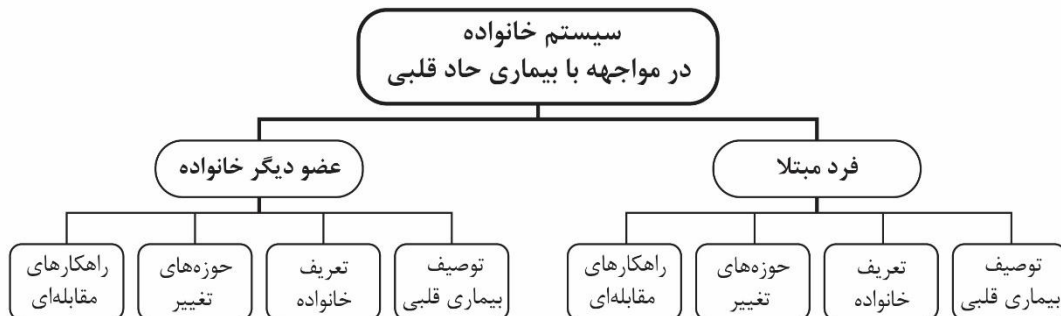 سیستم خانواده
در مواجهه با بیماری حاد قلبی
فرد مبتلا
عضو دیگر خانواده
توصیف
بیماری قلبی
تعریف
خانواده
حوزه‌های
تغییر
راهکارهای
مقابله‌ای
توصیف
بیماری قلبی
تعریف
خانواده
حوزه‌های
تغییر
راهکارهای
مقابله‌ای